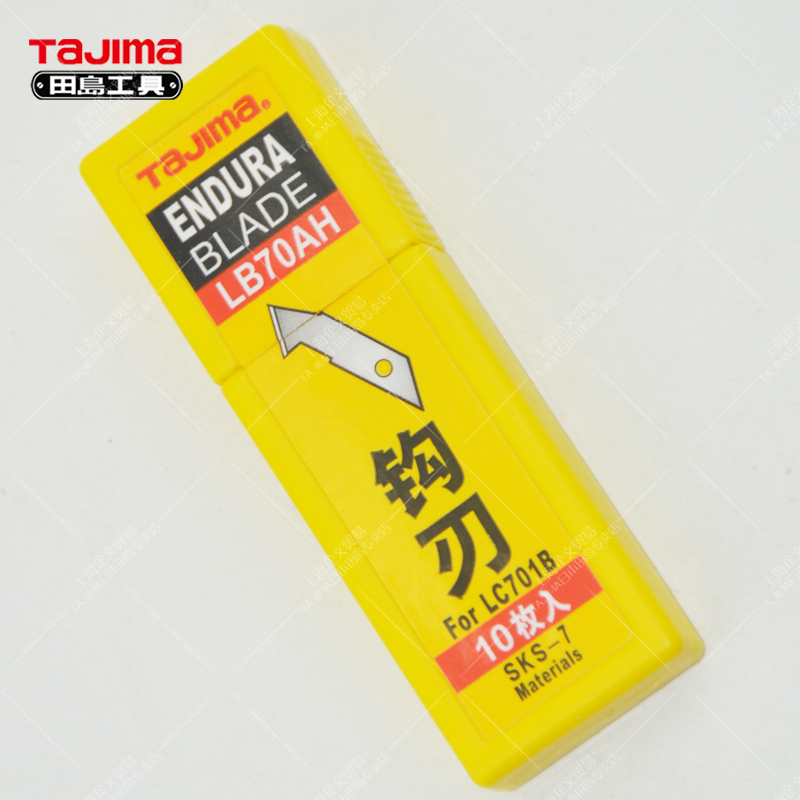 TAJIMA
田島工具
TAJIMA®
ENDURA
BLADE
LB70AH
钩刃
For LC701B
10枚入
SKS-7
Materials